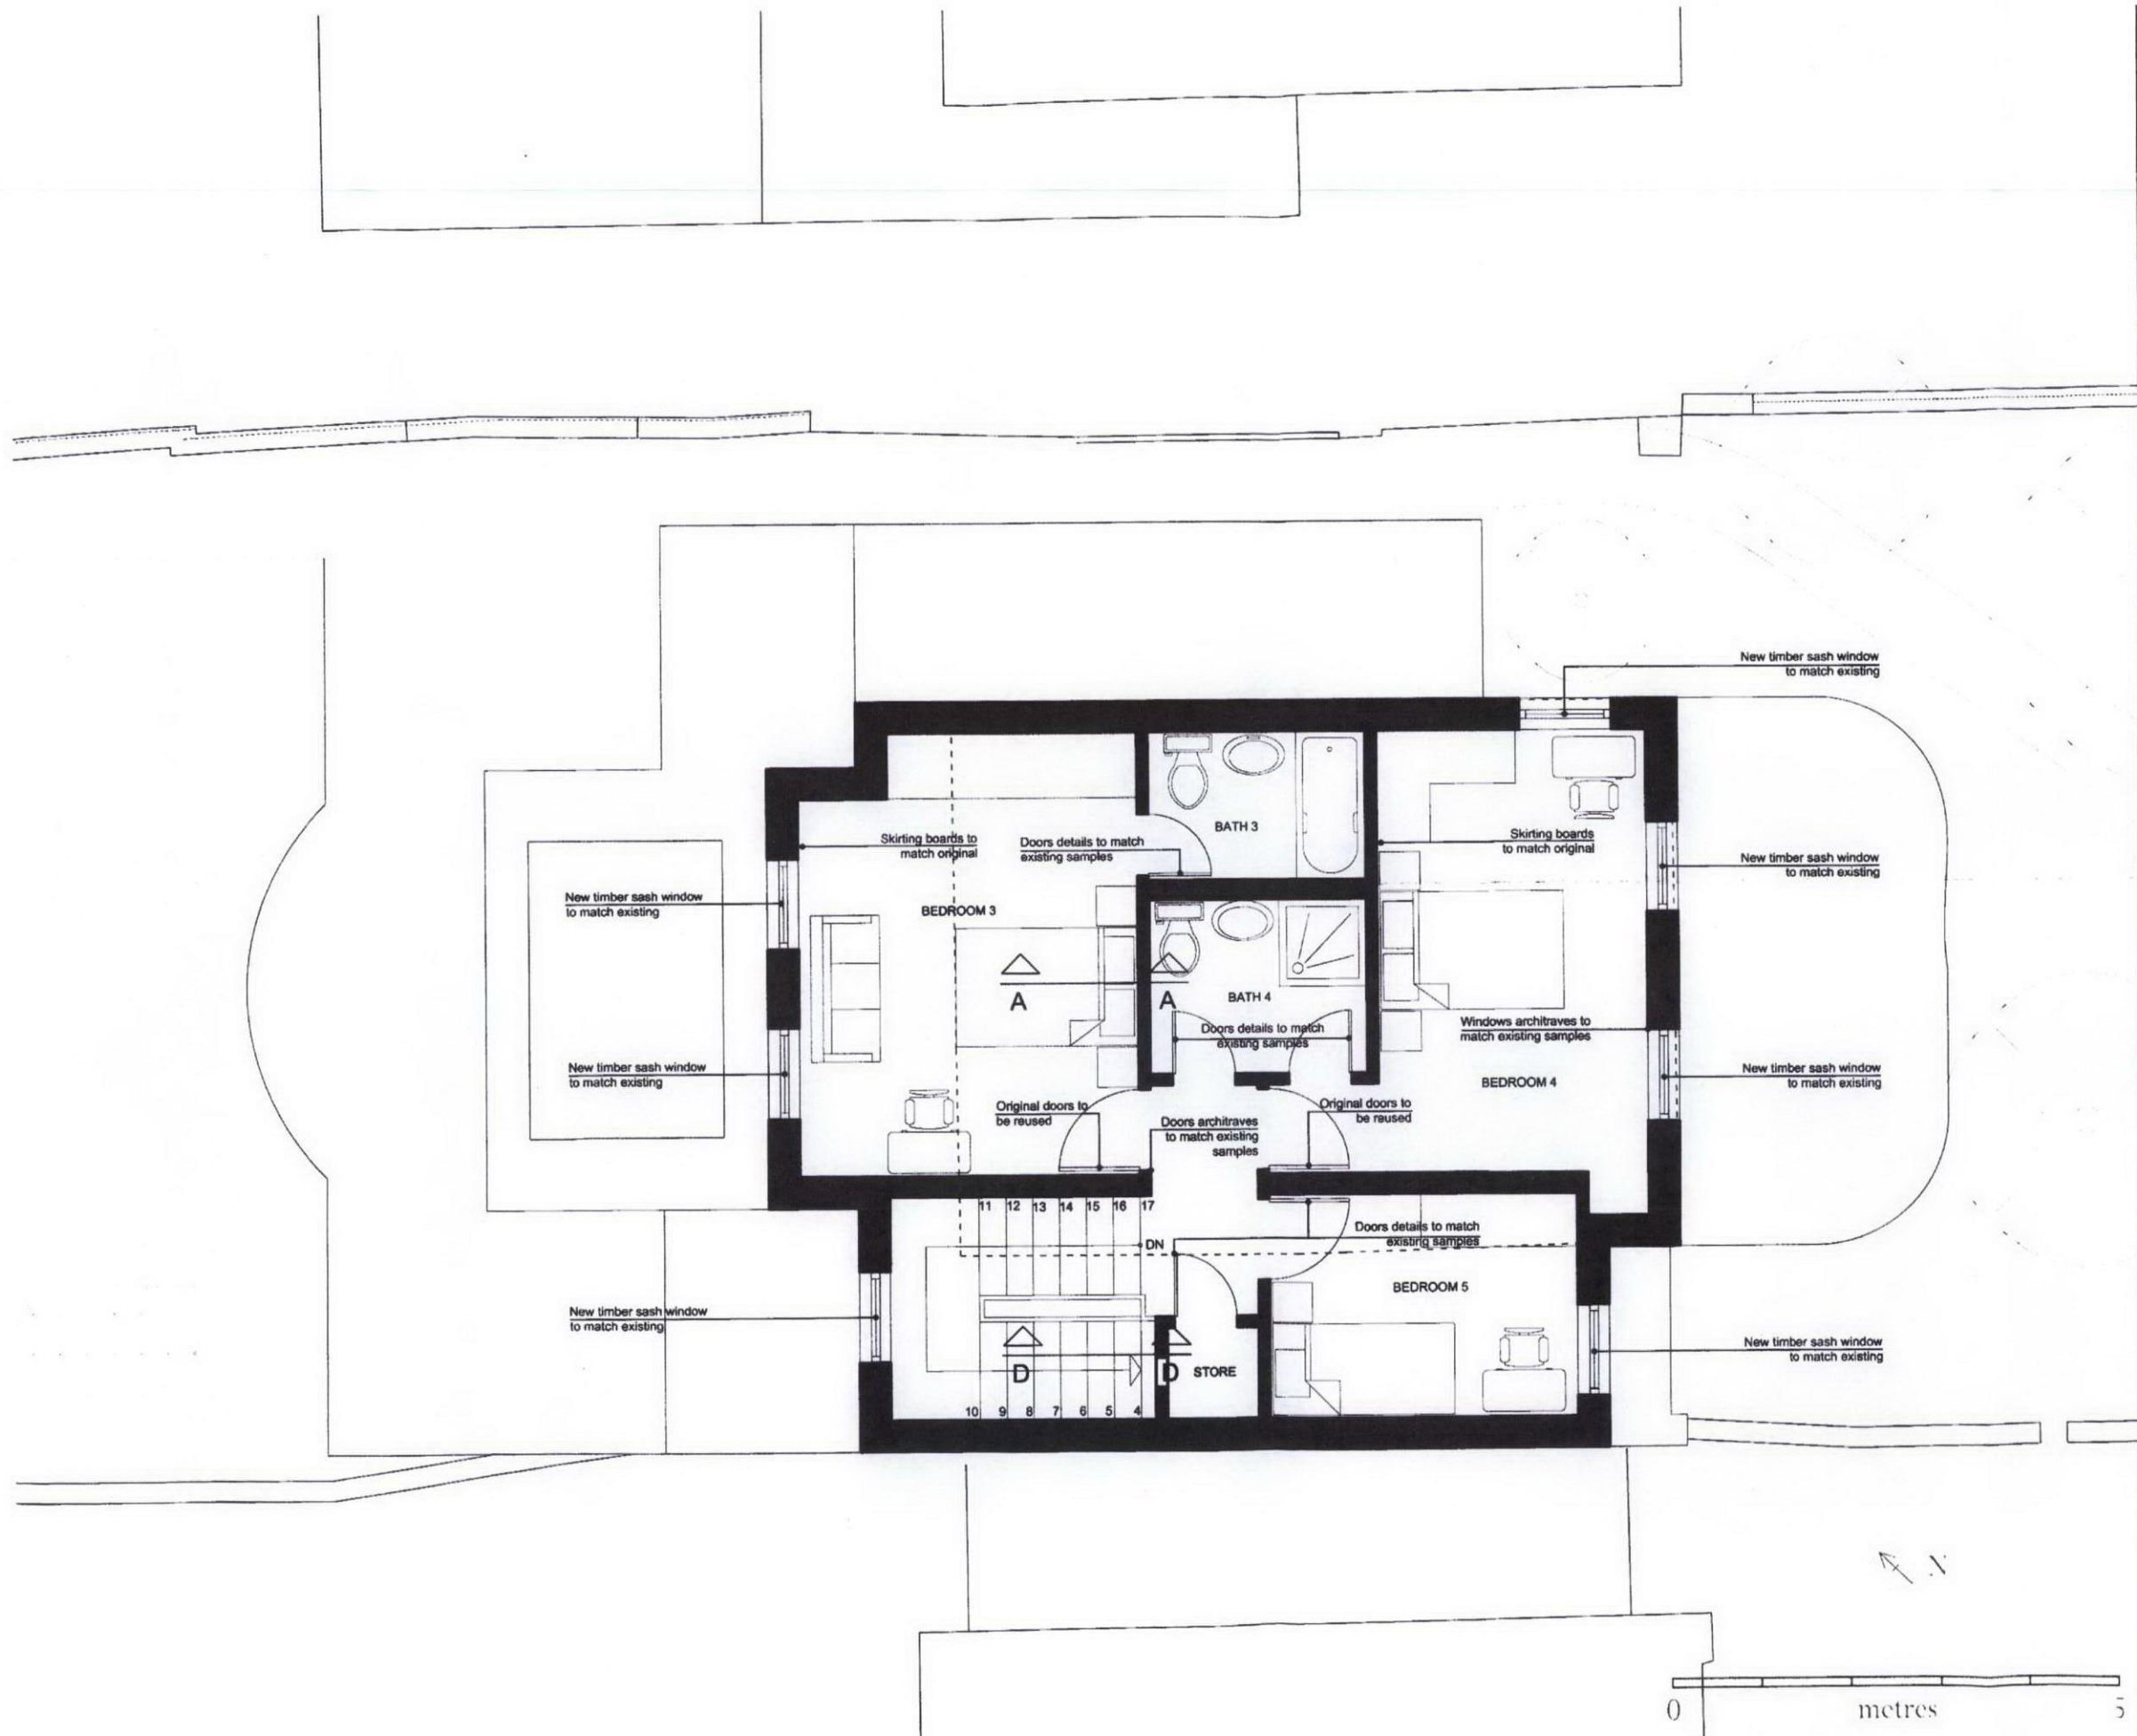 New timber sash window
to match existing
Skirting boards to
match original
Doors details to match
existing samples
BATH 3
Skirting boards
to match original
New timber sash window
to match existing
New timber sash window
to match existing
BEDROOM 3
A
A
BATH 4
Doors details to match
existing samples
Windows architraves to
match existing samples
New timber sash window
to match existing
New timber sash window
to match existing
BEDROOM 4
Original doors to
be reused
Doors architraves
to match existing
samples
Original doors to
be reused
11 12 13 14 15 16 17
DN
Doors details to match
existing samples
BEDROOM 5
New timber sash window
to match existing
New timber sash window
to match existing
D
D
STORE
10 9 8 7 6 5 4
N
0 metres 5